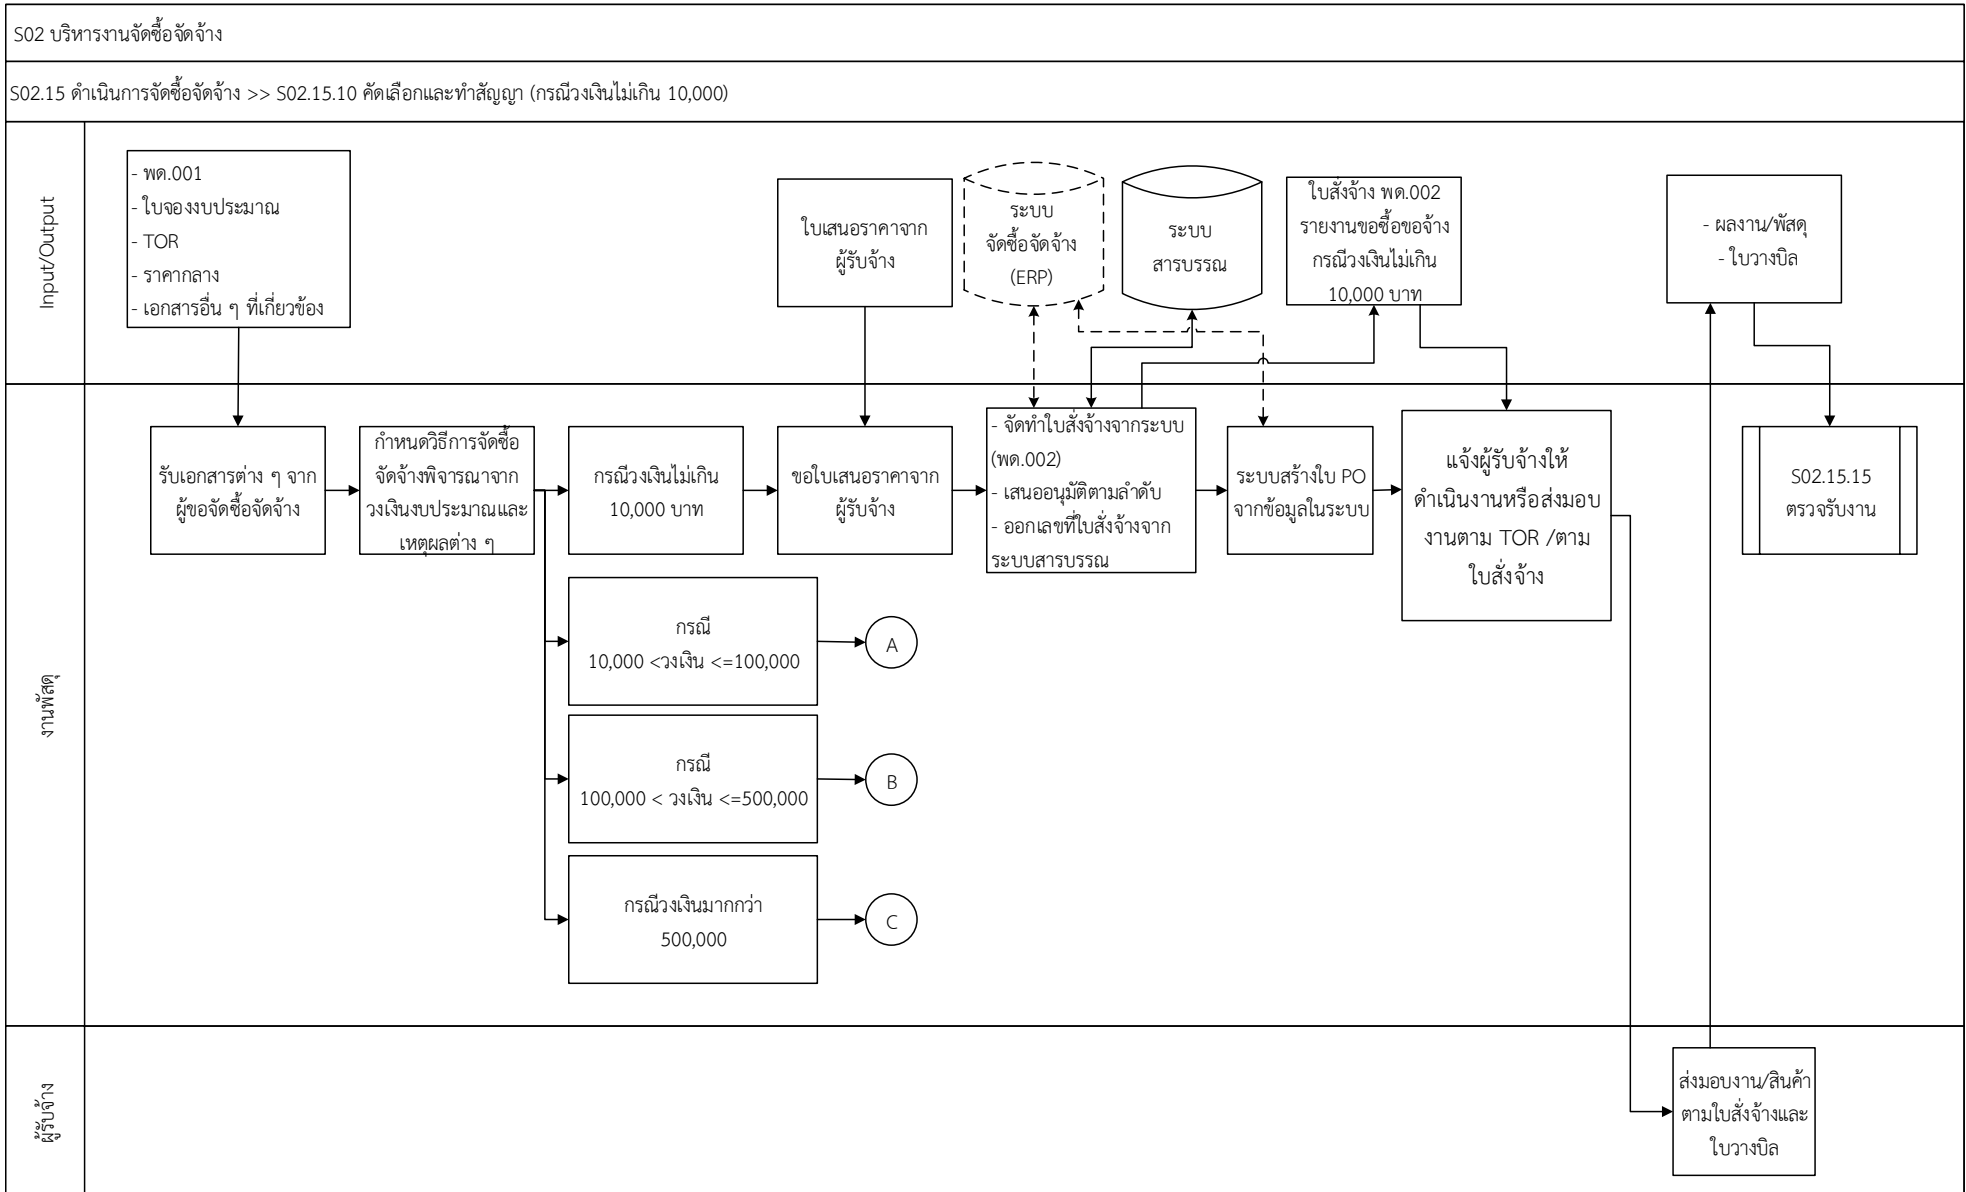 S02 บริหารงานจัดซื้อจัดจ้าง
S02.15 ดำเนินการจัดซื้อจัดจ้าง >> S02.15.10 คัดเลือกและทำสัญญา (กรณีวงเงินไม่เกิน 10,000)
Input/Output
- พด.001
- ใบจองงบประมาณ
- TOR
- ราคากลาง
- เอกสารอื่น ๆ ที่เกี่ยวข้อง
ใบเสนอราคาจาก
ผู้รับจ้าง
ระบบ
จัดซื้อจัดจ้าง
(ERP)
ระบบ
สารบรรณ
ใบสั่งจ้าง พด.002
รายงานขอซื้อขอจ้าง
กรณีวงเงินไม่เกิน
10,000 บาท
- ผลงาน/พัสดุ
- ใบวางบิล
งานพัสดุ
รับเอกสารต่าง ๆ จาก
ผู้ขอจัดซื้อจัดจ้าง
กำหนดวิธีการจัดซื้อ
จัดจ้างพิจารณาจาก
วงเงินงบประมาณและ
เหตุผลต่าง ๆ
กรณีวงเงินไม่เกิน
10,000 บาท
ขอใบเสนอราคาจาก
ผู้รับจ้าง
- จัดทำใบสั่งจ้างจากระบบ
(พด.002)
- เสนออนุมัติตามลำดับ
- ออกเลขที่ใบสั่งจ้างจาก
ระบบสารบรรณ
ระบบสร้างใบ PO
จากข้อมูลในระบบ
แจ้งผู้รับจ้างให้
ดำเนินงานหรือส่งมอบ
งานตาม TOR /ตาม
ใบสั่งจ้าง
S02.15.15
ตรวจรับงาน
กรณี
10,000 <วงเงิน <=100,000
A
กรณี
100,000 < วงเงิน <=500,000
B
กรณีวงเงินมากกว่า
500,000
C
ผู้รับจ้าง
ส่งมอบงาน/สินค้า
ตามใบสั่งจ้างและ
ใบวางบิล